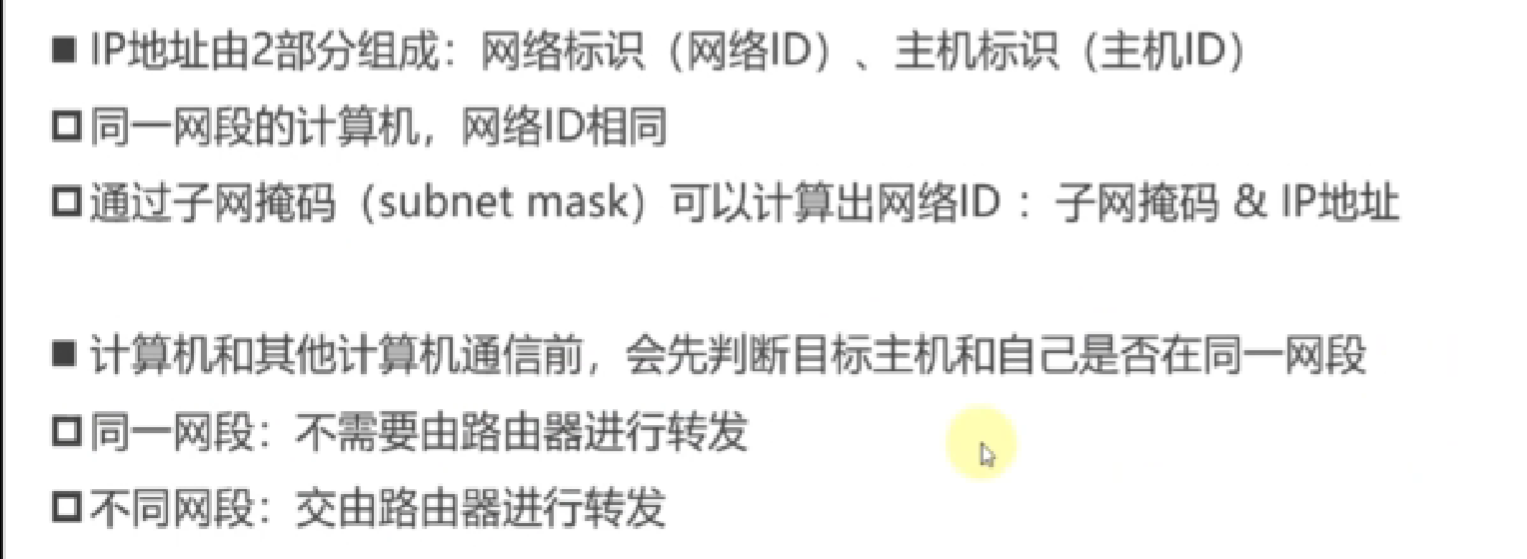 ■ IP地址由2部分组成：网络标识（网络ID）、主机标识（主机ID）
□ 同一网段的计算机，网络ID相同
□ 通过子网掩码（subnet mask）可以计算出网络ID ：子网掩码 & IP地址
■ 计算机和其他计算机通信前，会先判断目标主机和自己是否在同一网段
□ 同一网段：不需要由路由器进行转发
□ 不同网段：交由路由器进行转发